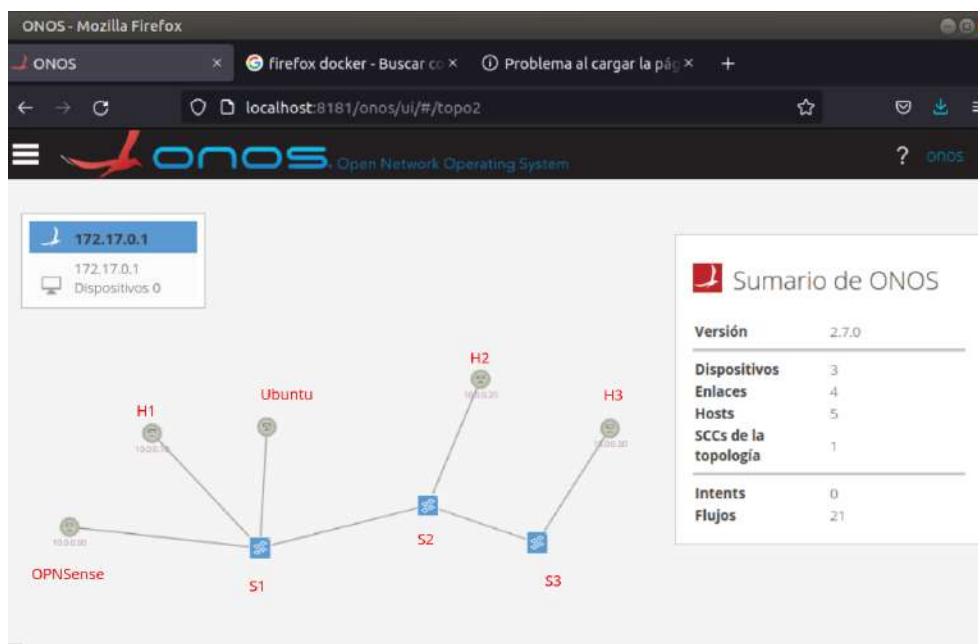 ONOS - Mozilla Firefox
ONOS × firefox docker - Buscar co × Problema al cargar la pág × +
localhost:8181/onos/ui/#/topo2
onos. Open Network Operating System ? onos
172.17.0.1
172.17.0.1
Dispositivos 0
Sumario de ONOS
Versión 2.7.0
Dispositivos 3
Enlaces 4
Hosts 5
SCCs de la topología 1
Intents 0
Flujos 21
H2
Ubuntu
H3
H1
S2
OPNSense
S1
S3